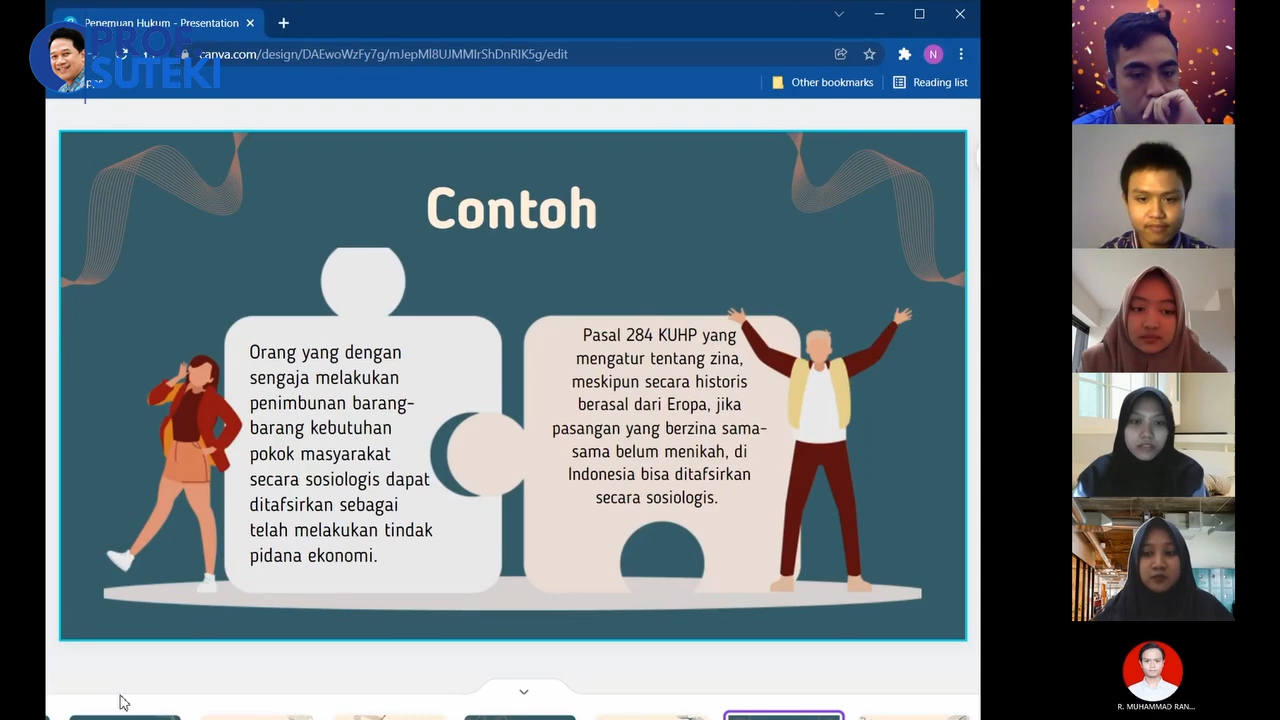 Penemuan Hukum - Presentation
PROF
SUTEKI
canva.com/design/DAEwoWzFy7g/mJepMl8UJMMIrShDnRIK5g/edit
N
Other bookmarks
Reading list
Contoh
Orang yang dengan
sengaja melakukan
penimbunan barang-
barang kebutuhan
pokok masyarakat
secara sosiologis dapat
ditafsirkan sebagai
telah melakukan tindak
pidana ekonomi.
Pasal 284 KUHP yang
mengatur tentang zina,
meskipun secara historis
berasal dari Eropa, jika
pasangan yang berzina sama-
sama belum menikah, di
Indonesia bisa ditafsirkan
secara sosiologis.
R. MUHAMMAD RAN...